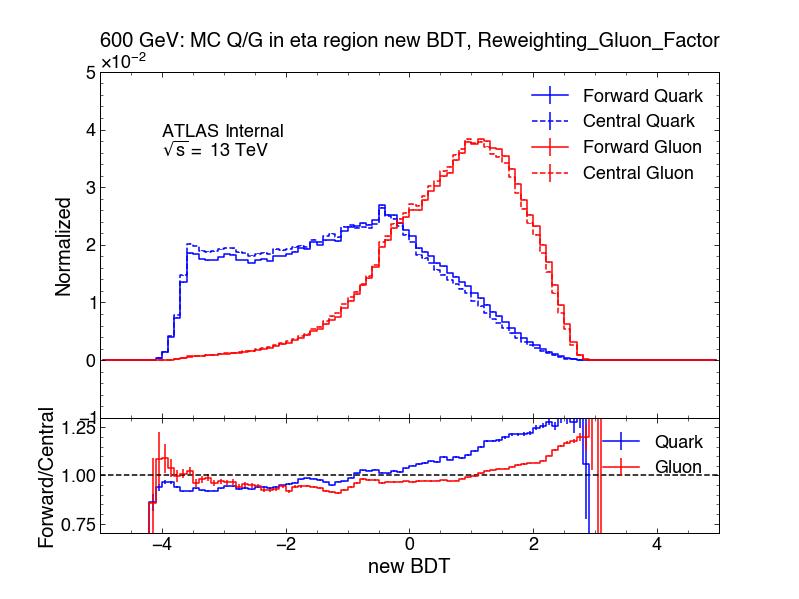 600 GeV: MC Q/G in eta region new BDT, Reweighting_Gluon_Factor
×10−2
5
4
3
2
1
0
−1
Normalized
ATLAS Internal
√s = 13 TeV
Forward Quark
Central Quark
Forward Gluon
Central Gluon
1.25
1.00
0.75
Forward/Central
Quark
Gluon
−4 −2 0 2 4
new BDT